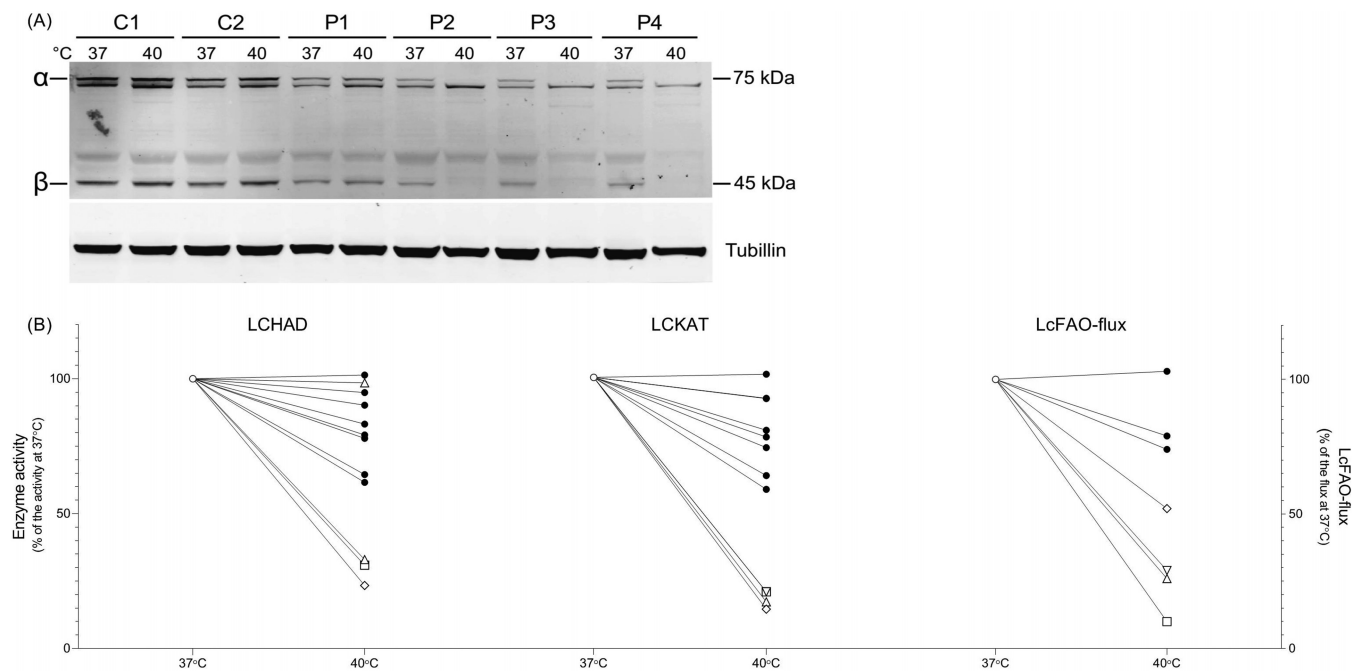 (A) C1 C2 P1 P2 P3 P4
°C 37 40 37 40 37 40 37 40 37 40 37 40
α 75 kDa
β 45 kDa
Tubillin
(B) LCHAD LCKAT LcFAO-flux
Enzyme activity
(% of the activity at 37°C)
100
50
0
37°C 40°C 37°C 40°C 37°C 40°C
100
50
0
LcFAO-flux
(% of the flux at 37°C)